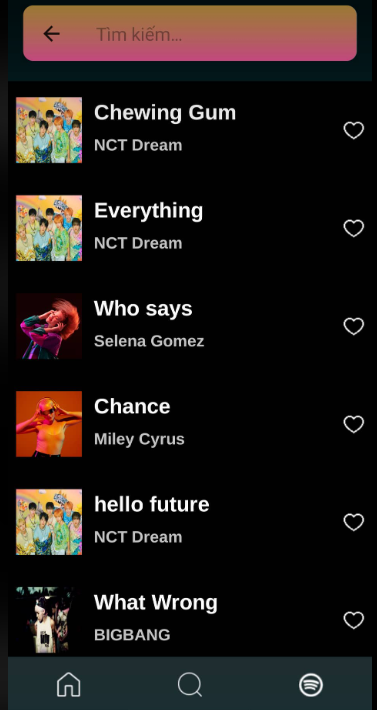 Tìm kiếm...
Chewing Gum
NCT Dream
Everything
NCT Dream
Who says
Selena Gomez
Chance
Miley Cyrus
hello future
NCT Dream
What Wrong
BIGBANG